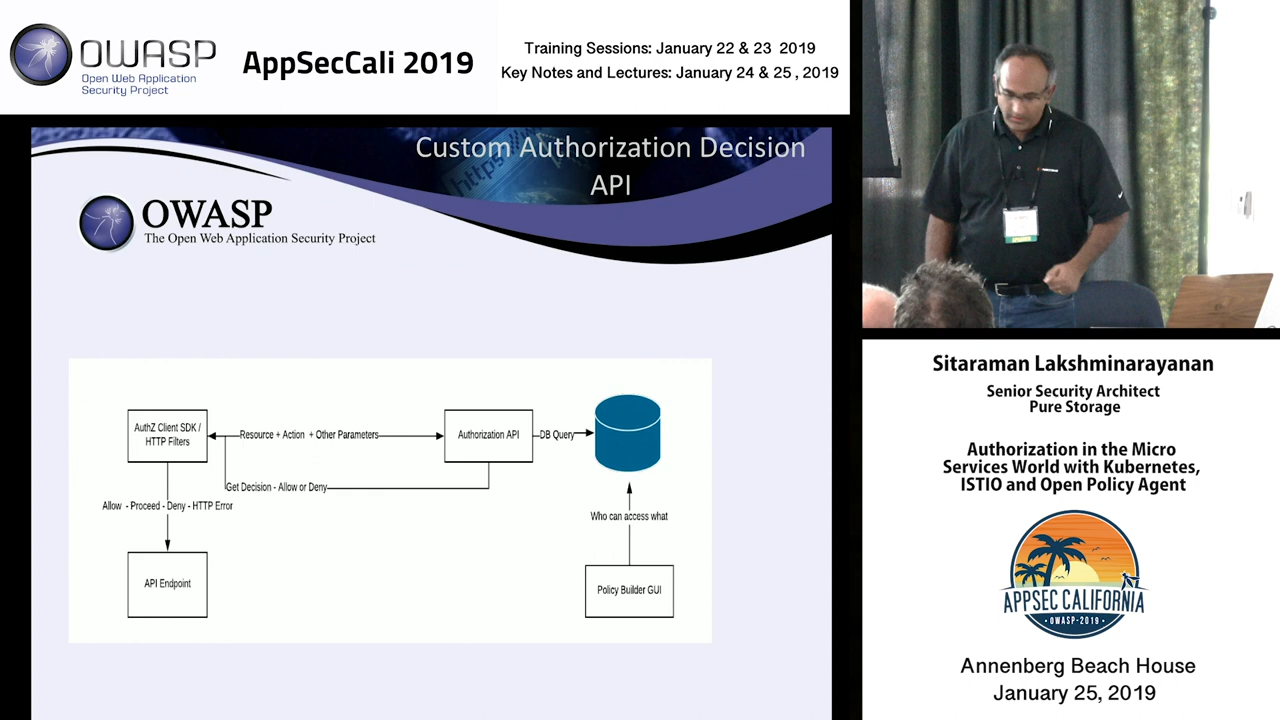 OWASP
Open Web Application
Security Project
AppSecCali 2019
Training Sessions: January 22 & 23 2019
Key Notes and Lectures: January 24 & 25 , 2019
Custom Authorization Decision
API
OWASP
The Open Web Application Security Project
AuthZ Client SDK /
HTTP Filters
Resource + Action + Other Parameters
Authorization API
DB Query
Get Decision - Allow or Deny
Allow - Proceed - Deny - HTTP Error
Who can access what
API Endpoint
Policy Builder GUI
Sitaraman Lakshminarayanan
Senior Security Architect
Pure Storage
Authorization in the Micro
Services World with Kubernetes,
ISTIO and Open Policy Agent
APPSEC CALIFORNIA
• OWASP-2019 •
Annenberg Beach House
January 25, 2019